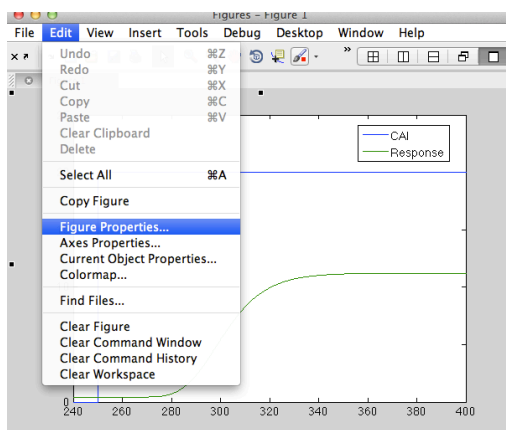 Figures – Figure 1
File Edit View Insert Tools Debug Desktop Window Help
Undo ⌘Z
Redo ⌘Y
Cut ⌘X
Copy ⌘C
Paste ⌘V
Clear Clipboard
Delete
Select All ⌘A
Copy Figure
Figure Properties...
Axes Properties...
Current Object Properties...
Colormap...
Find Files...
Clear Figure
Clear Command Window
Clear Command History
Clear Workspace
CAI
Response
0
240 260 280 300 320 340 360 380 400